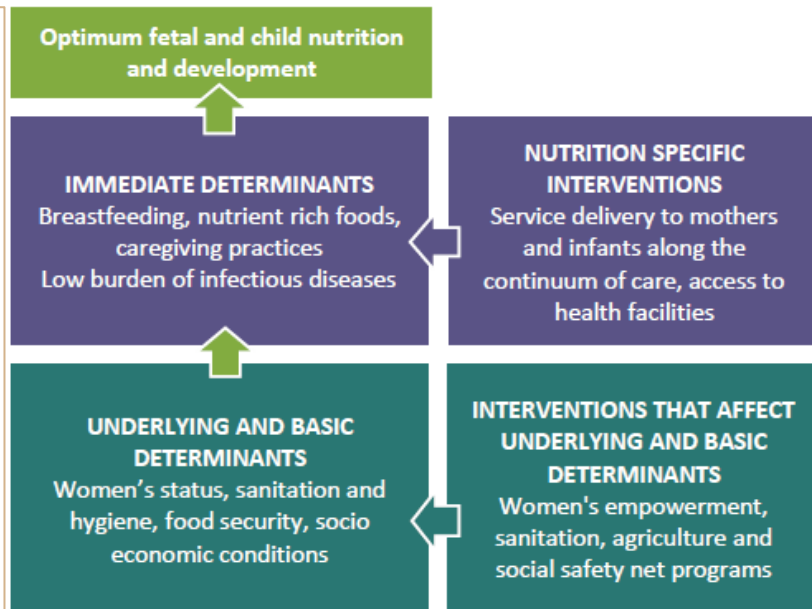 Optimum fetal and child nutrition
and development
IMMEDIATE DETERMINANTS
Breastfeeding, nutrient rich foods,
caregiving practices
Low burden of infectious diseases
NUTRITION SPECIFIC
INTERVENTIONS
Service delivery to mothers
and infants along the
continuum of care, access to
health facilities
UNDERLYING AND BASIC
DETERMINANTS
Women’s status, sanitation and
hygiene, food security, socio
economic conditions
INTERVENTIONS THAT AFFECT
UNDERLYING AND BASIC
DETERMINANTS
Women's empowerment,
sanitation, agriculture and
social safety net programs